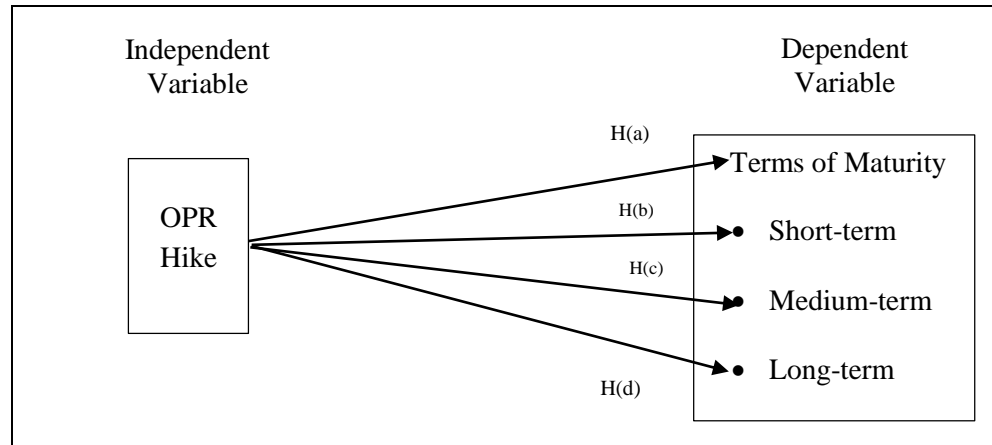 Independent
Variable
Dependent
Variable
H(a)
Terms of Maturity
OPR
Hike
H(b)
• Short-term
H(c)
• Medium-term
• Long-term
H(d)